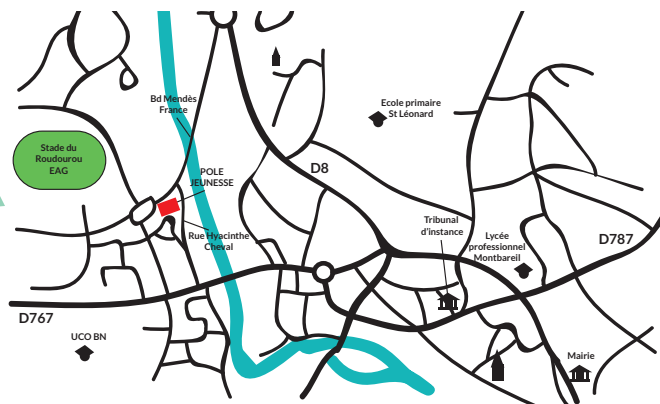 Bd Mendès
France
Ecole primaire
St Léonard
Stade du
Roudourou
EAG
POLE
JEUNESSE
D8
Tribunal
d'instance
Rue Hyacinthe
Cheval
Lycée
professionnel
Montbareil
D787
D767
UCO BN
Mairie